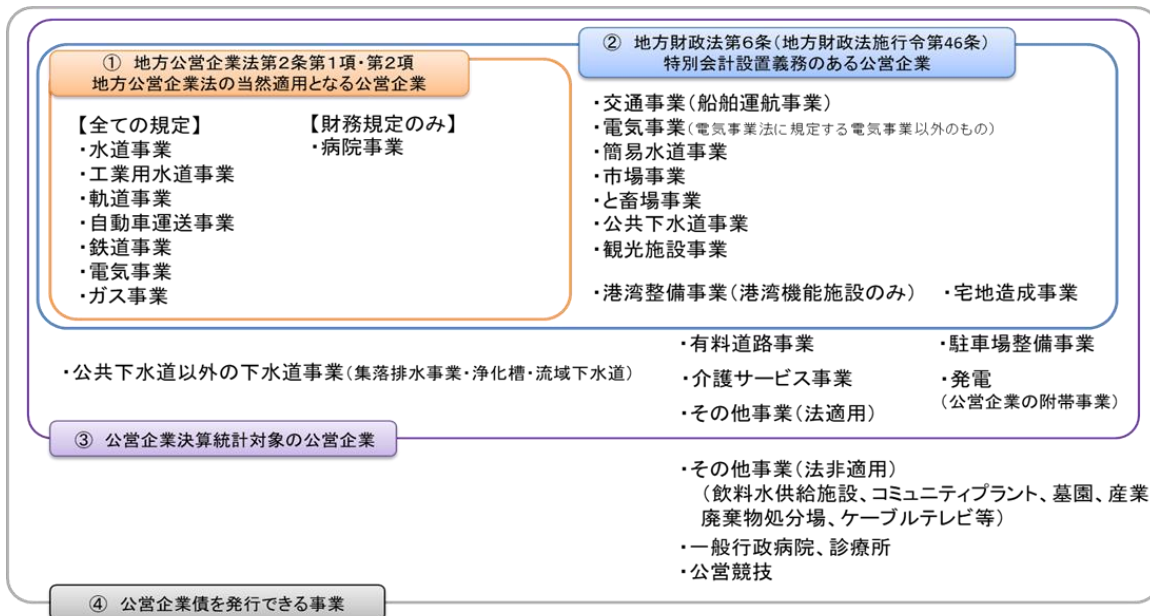 ① 地方公営企業法第２条第１項・第２項
地方公営企業法の当然適用となる公営企業
【全ての規定】
・水道事業
・工業用水道事業
・軌道事業
・自動車運送事業
・鉄道事業
・電気事業
・ガス事業
【財務規定のみ】
・病院事業
② 地方財政法第６条（地方財政法施行令第46条）
特別会計設置義務のある公営企業
・交通事業（船舶運航事業）
・電気事業（電気事業法に規定する電気事業以外のもの）
・簡易水道事業
・市場事業
・と畜場事業
・公共下水道事業
・観光施設事業
・港湾整備事業（港湾機能施設のみ）
・宅地造成事業
・公共下水道以外の下水道事業（集落排水事業・浄化槽・流域下水道）
・有料道路事業
・介護サービス事業
・その他事業（法適用）
・駐車場整備事業
・発電
（公営企業の附帯事業）
③ 公営企業決算統計対象の公営企業
・その他事業（法非適用）
（飲料水供給施設、コミュニティプラント、墓園、産業
廃棄物処分場、ケーブルテレビ等）
・一般行政病院、診療所
・公営競技
④ 公営企業債を発行できる事業